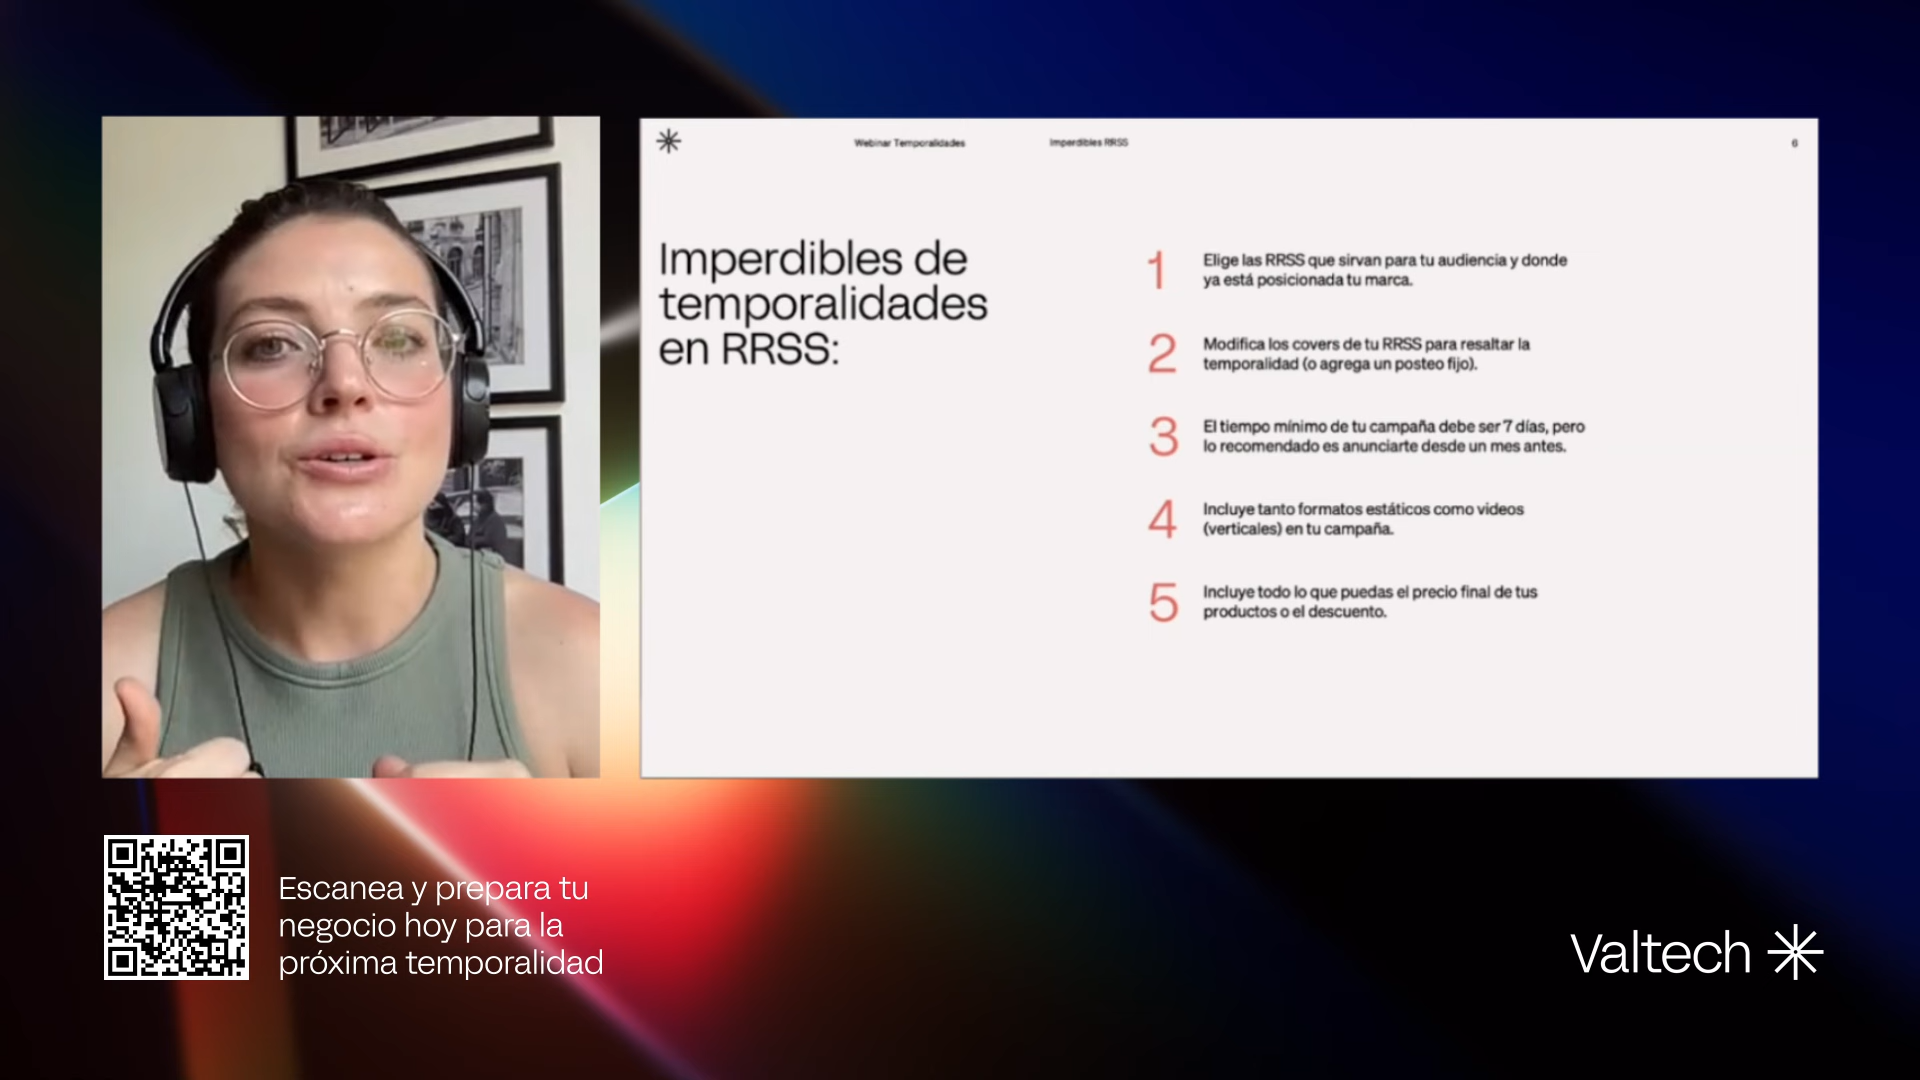 Webinar Temporalidades
Imperdibles RRSS
6
Imperdibles de
temporalidades
en RRSS:
1
Elige las RRSS que sirvan para tu audiencia y donde
ya está posicionada tu marca.
2
Modifica los covers de tu RRSS para resaltar la
temporalidad (o agrega un posteo fijo).
3
El tiempo mínimo de tu campaña debe ser 7 días, pero
lo recomendado es anunciarte desde un mes antes.
4
Incluye tanto formatos estáticos como videos
(verticales) en tu campaña.
5
Incluye todo lo que puedas el precio final de tus
productos o el descuento.
Escanea y prepara tu
negocio hoy para la
próxima temporalidad
Valtech